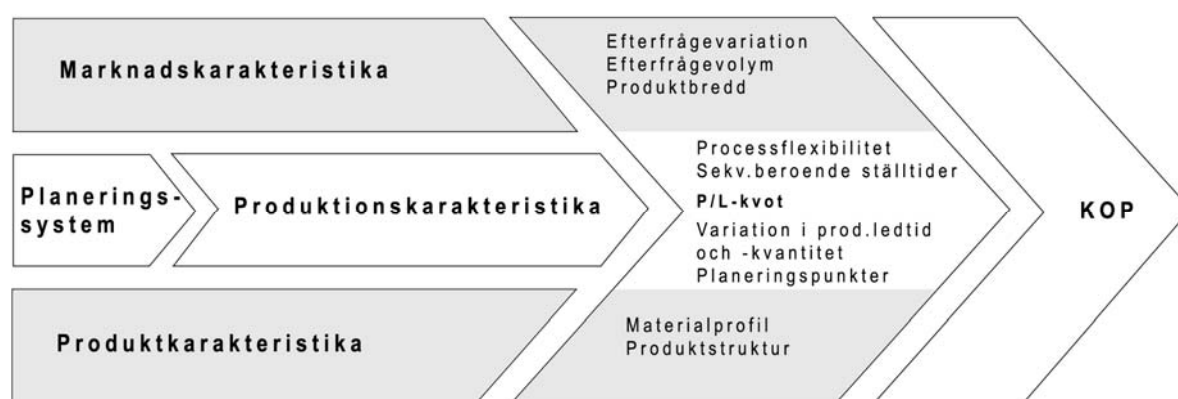 Marknadskarakteristika
Efterfrågevariation
Efterfrågevolym
Produktbredd
Planerings-
system
Produktionskarakteristika
Processflexibilitet
Sekv.beroende ställtider
P/L-kvot
Variation i prod.ledtid
och -kvantitet
Planeringspunkter
KOP
Produktkarakteristika
Materialprofil
Produktstruktur